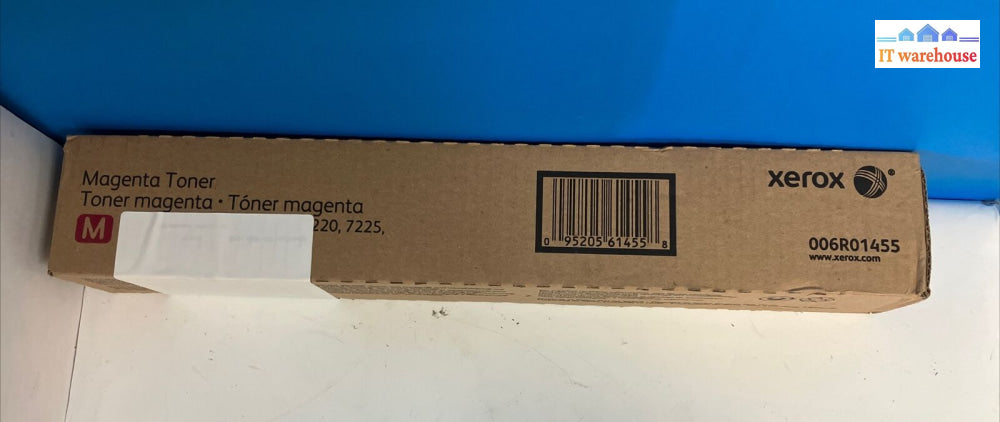 IT warehouse
Magenta Toner
Toner magenta • Tóner magenta
M
220, 7225,
0 95205 61455 8
xerox ®
006R01455
www.xerox.com